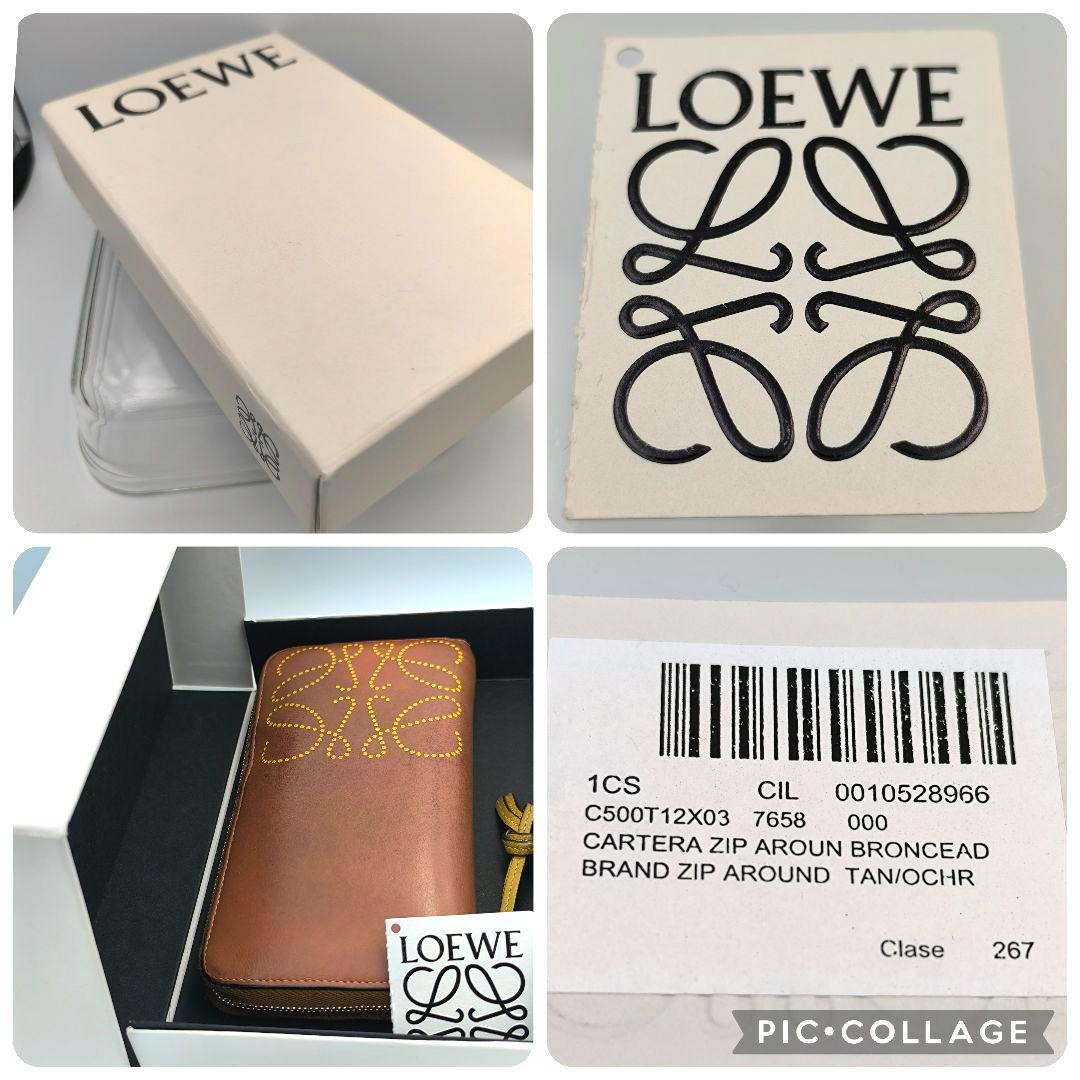 LOEWE
LOEWE
LOEWE
1CS CIL 0010528966
C500T12X03 7658 000
CARTERA ZIP AROUN BRONCEAD
BRAND ZIP AROUND TAN/OCHR
Clase 267
PIC•COLLAGE